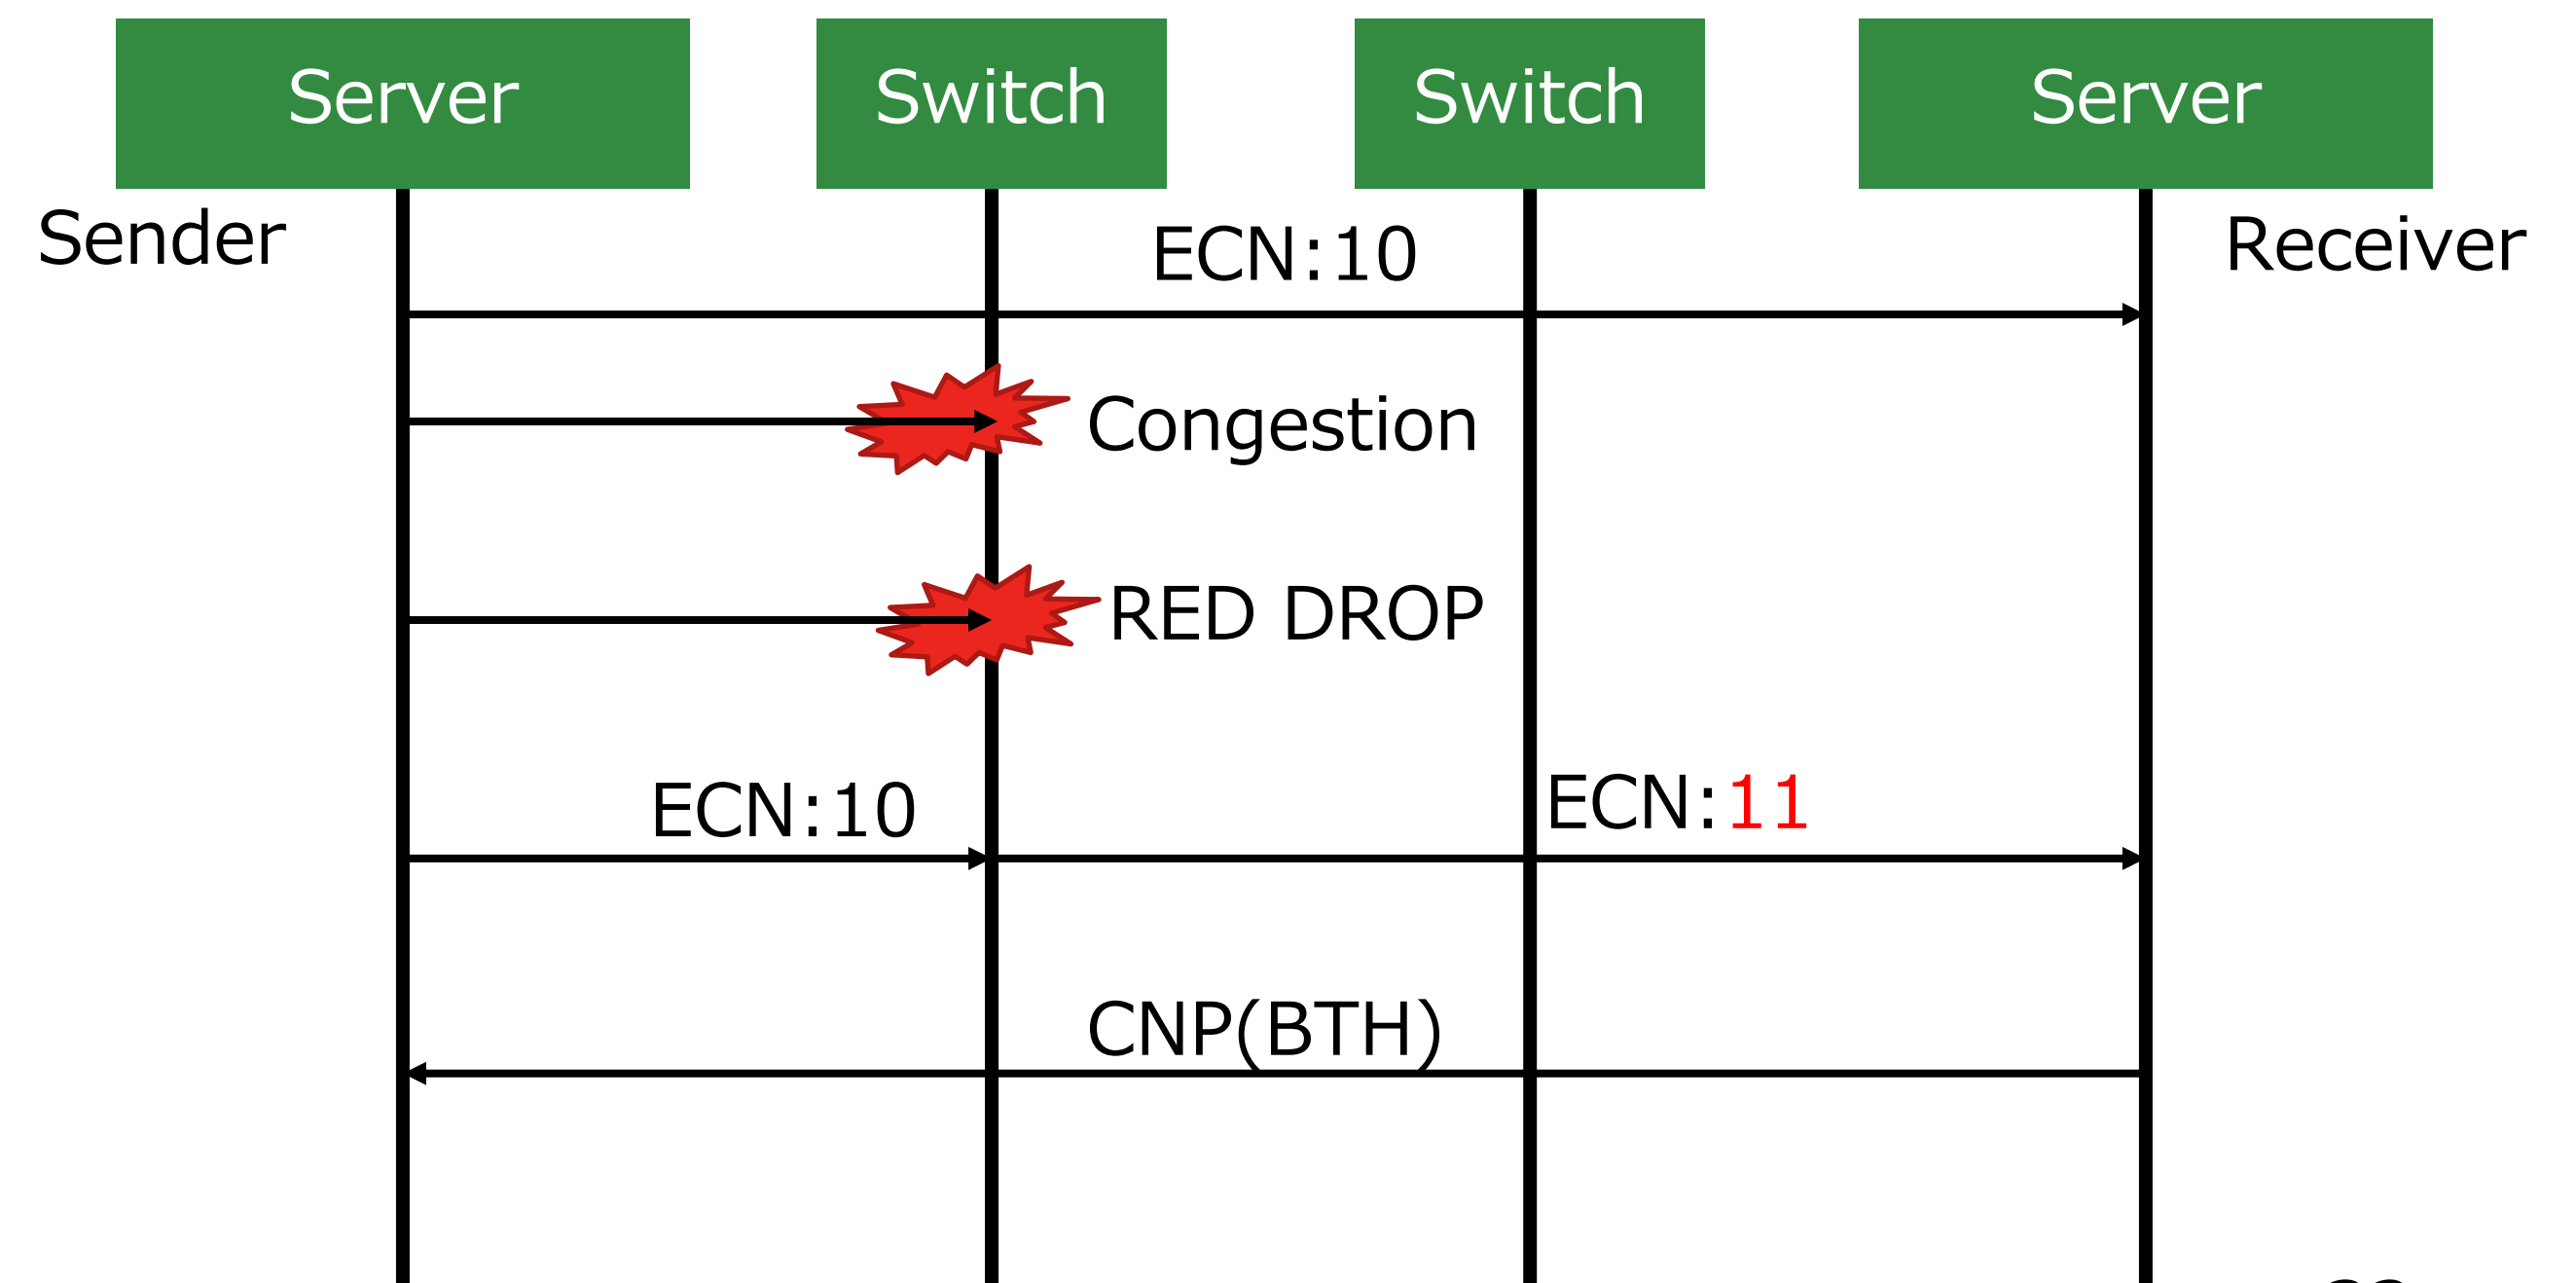 Server
Switch
Switch
Server
Sender
Receiver
ECN:10
Congestion
RED DROP
ECN:10
ECN:11
CNP(BTH)